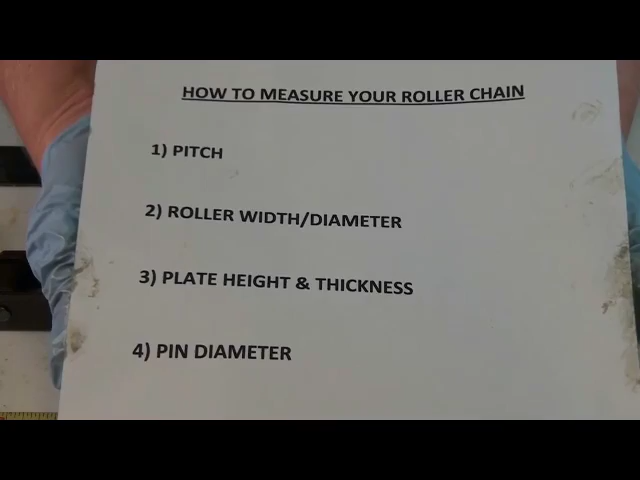 HOW TO MEASURE YOUR ROLLER CHAIN
1) PITCH
2) ROLLER WIDTH/DIAMETER
3) PLATE HEIGHT & THICKNESS
4) PIN DIAMETER